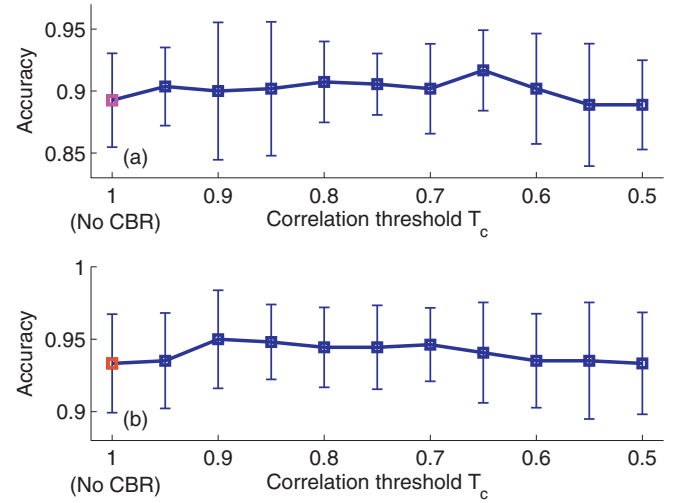 0.95
0.9
0.85
Accuracy
(a)
1 0.9 0.8 0.7 0.6 0.5
(No CBR) Correlation threshold T_c
1
0.95
0.9
Accuracy
(b)
1 0.9 0.8 0.7 0.6 0.5
(No CBR) Correlation threshold T_c